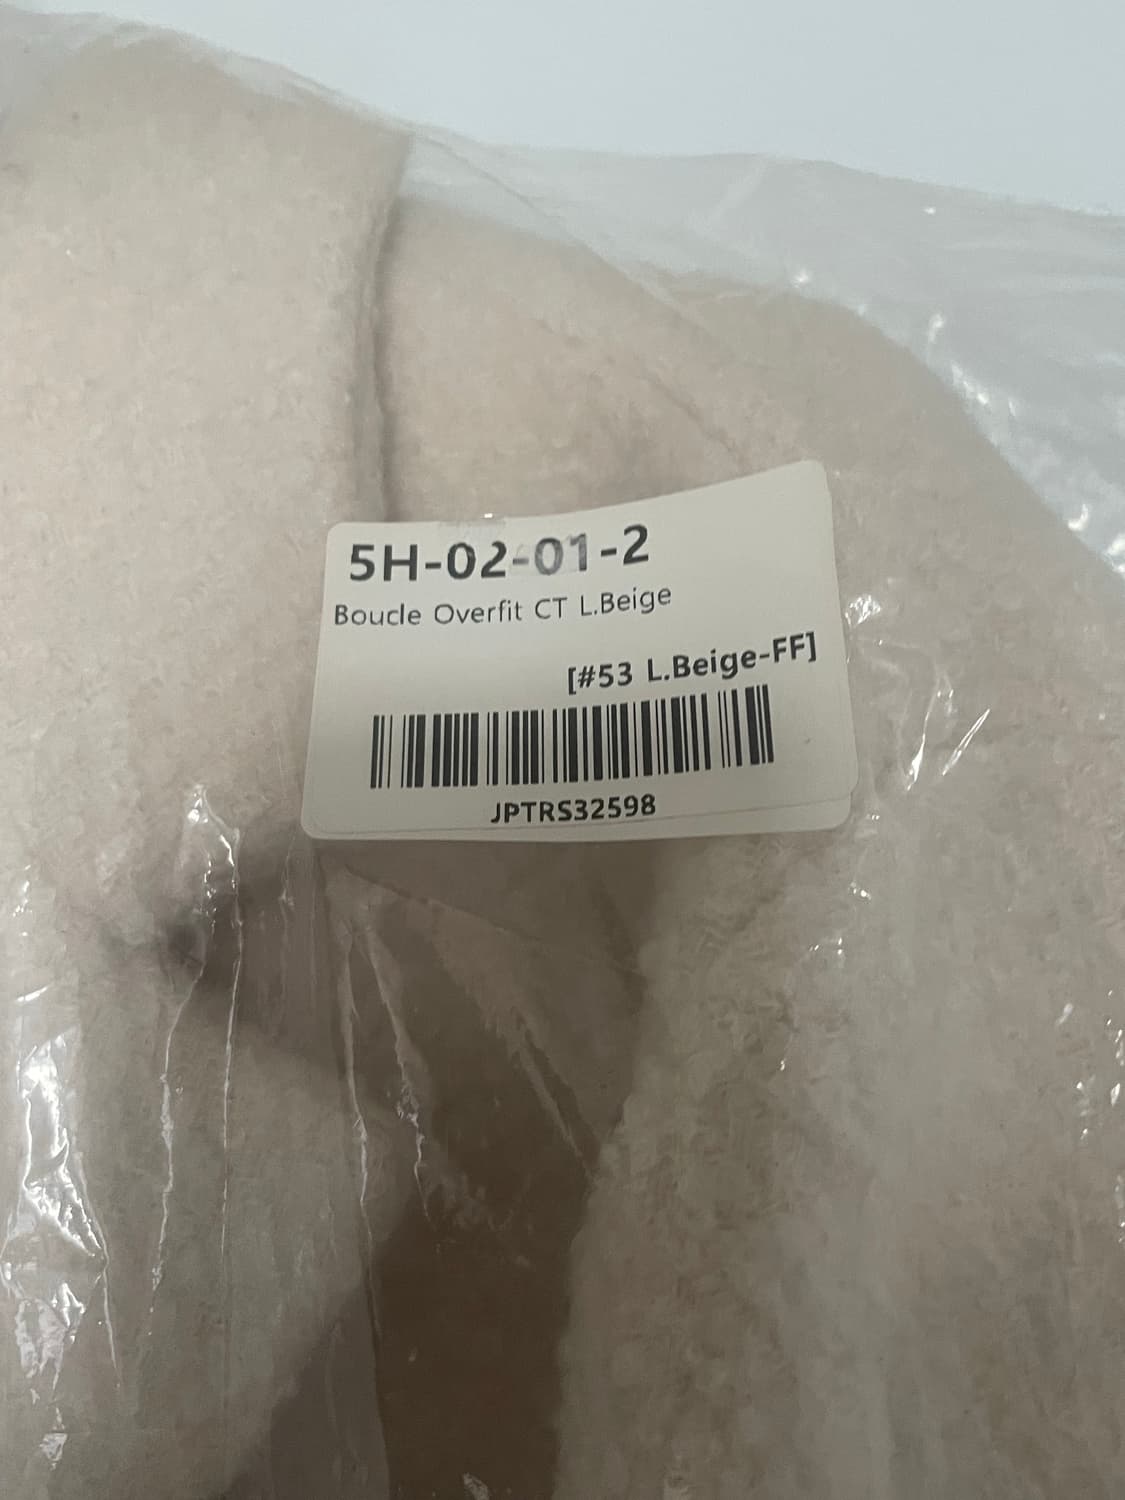 5H-02-01-2
Boucle Overfit CT L.Beige
[#53 L.Beige-FF]
JPTRS32598